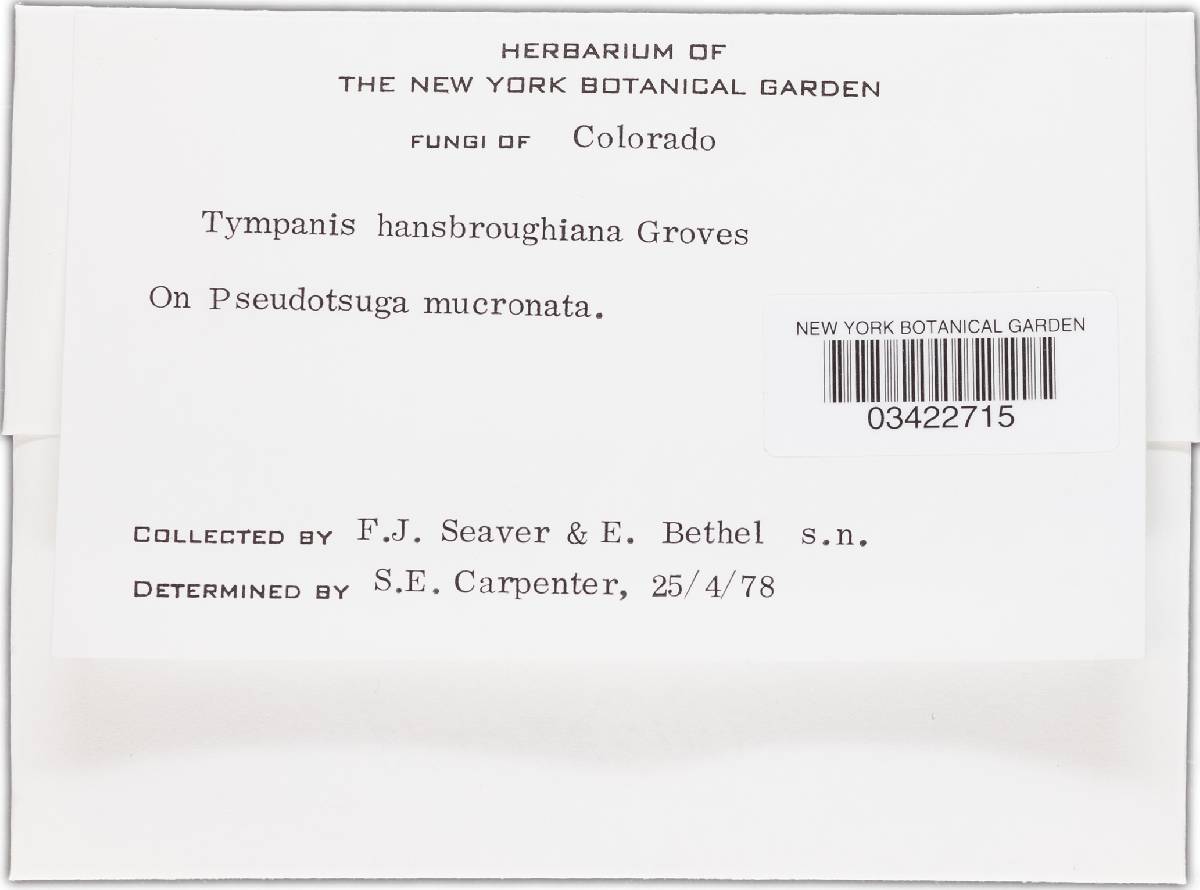 HERBARIUM OF
THE NEW YORK BOTANICAL GARDEN
FUNGI OF Colorado
Tympanis hansbroughiana Groves
On Pseudotsuga mucronata.
NEW YORK BOTANICAL GARDEN
03422715
COLLECTED BY F.J. Seaver & E. Bethel s.n.
DETERMINED BY S.E. Carpenter, 25/4/78